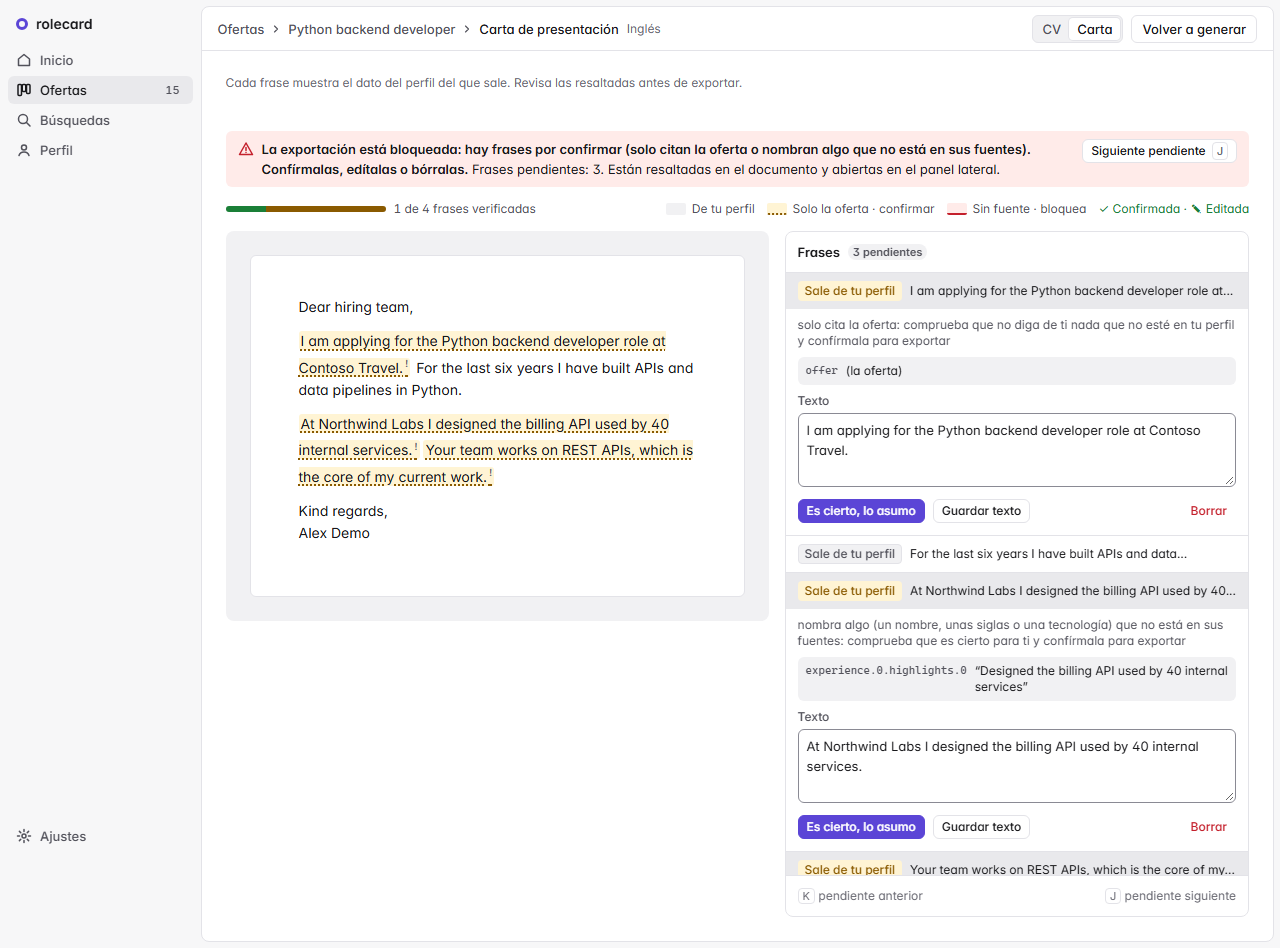 rolecard
Inicio
Ofertas 15
Búsquedas
Perfil
Ajustes
Ofertas > Python backend developer > Carta de presentación Inglés
CV Carta Volver a generar
Cada frase muestra el dato del perfil del que sale. Revisa las resaltadas antes de exportar.
La exportación está bloqueada: hay frases por confirmar (solo citan la oferta o nombran algo que no está en sus fuentes).
Confírmalas, edítalas o bórralas. Frases pendientes: 3. Están resaltadas en el documento y abiertas en el panel lateral.
Siguiente pendiente J
1 de 4 frases verificadas
De tu perfil Solo la oferta · confirmar Sin fuente · bloquea ✓ Confirmada · ✎ Editada
Dear hiring team,
I am applying for the Python backend developer role at
Contoso Travel.! For the last six years I have built APIs and
data pipelines in Python.
At Northwind Labs I designed the billing API used by 40
internal services.! Your team works on REST APIs, which is
the core of my current work.!
Kind regards,
Alex Demo
Frases 3 pendientes
Sale de tu perfil I am applying for the Python backend developer role at...
solo cita la oferta: comprueba que no diga de ti nada que no esté en tu perfil
y confírmala para exportar
offer (la oferta)
Texto
I am applying for the Python backend developer role at Contoso
Travel.
Es cierto, lo asumo Guardar texto Borrar
Sale de tu perfil For the last six years I have built APIs and data...
Sale de tu perfil At Northwind Labs I designed the billing API used by 40...
nombra algo (un nombre, unas siglas o una tecnología) que no está en sus
fuentes: comprueba que es cierto para ti y confírmala para exportar
experience.0.highlights.0 “Designed the billing API used by 40 internal
services”
Texto
At Northwind Labs I designed the billing API used by 40 internal
services.
Es cierto, lo asumo Guardar texto Borrar
Sale de tu perfil Your team works on REST APIs, which is the core of my...
K pendiente anterior J pendiente siguiente